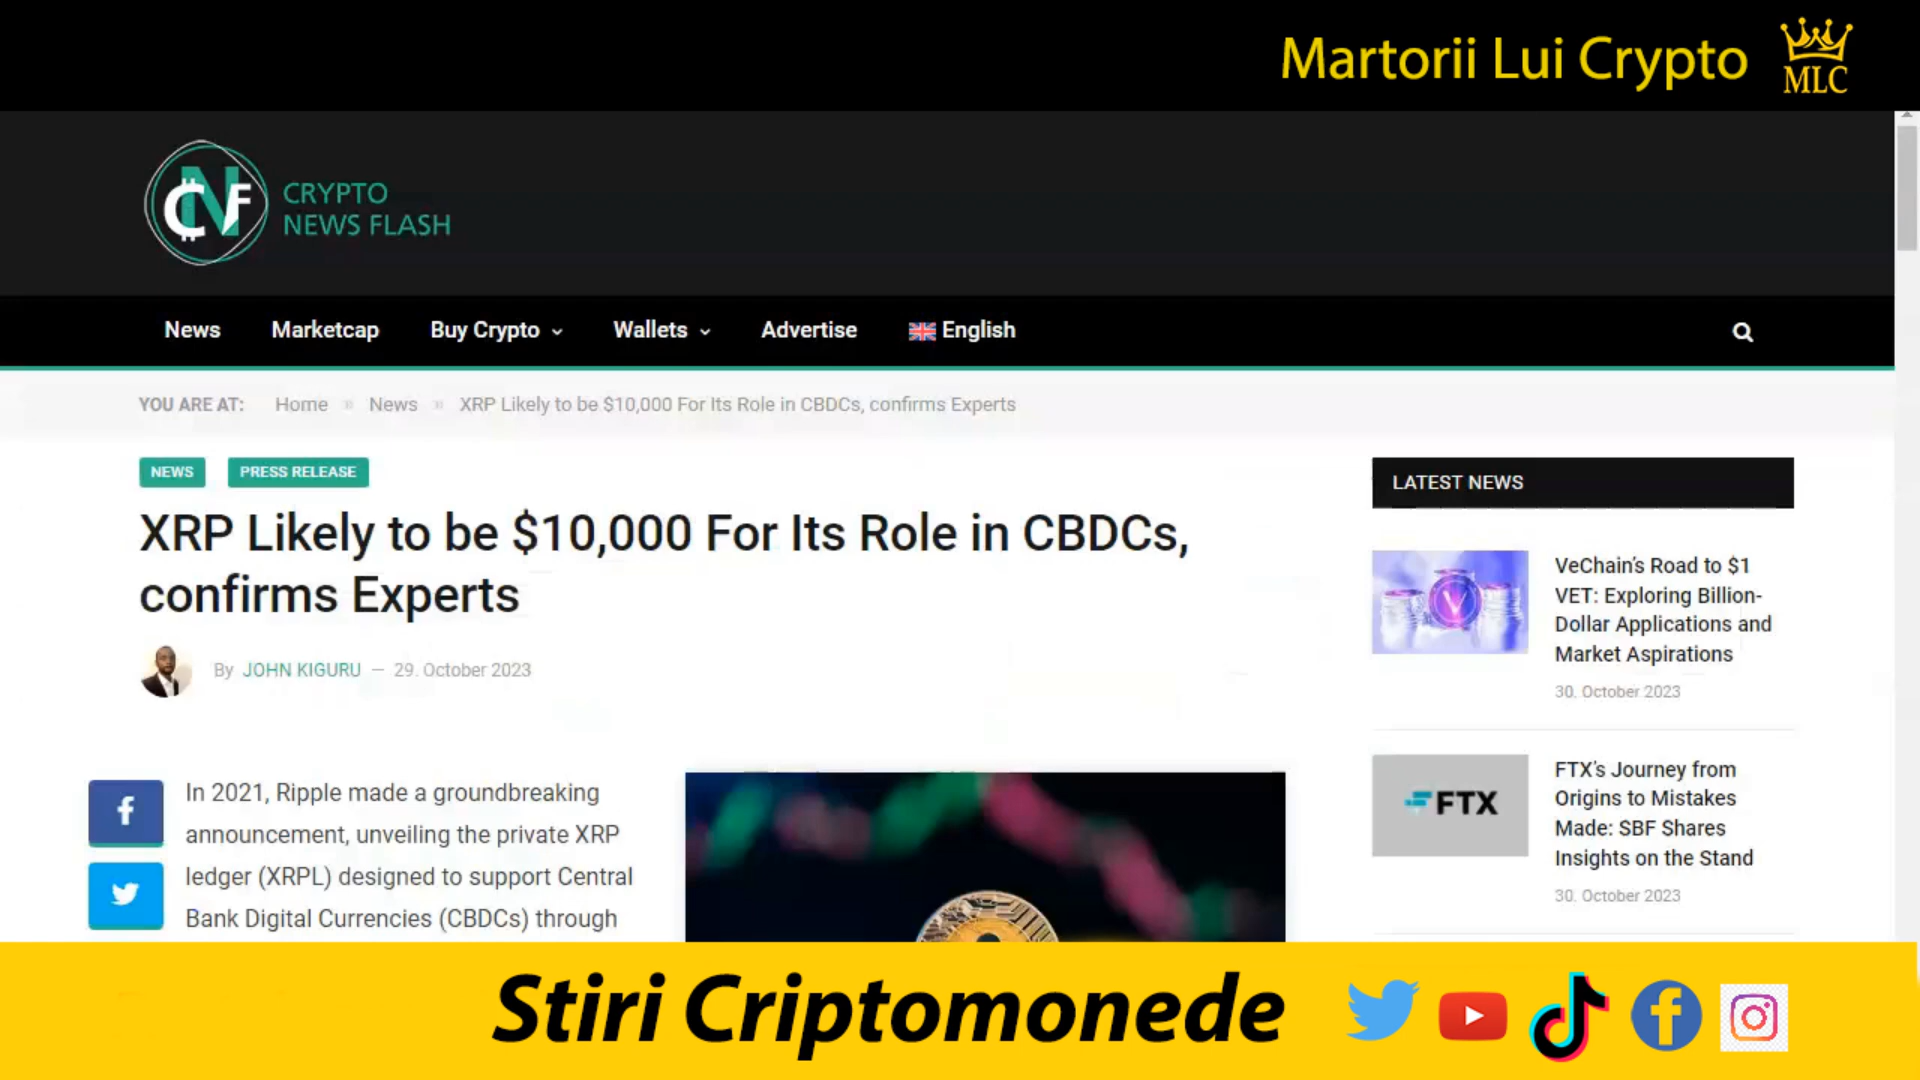 Martorii Lui Crypto
MLC
CNF
CRYPTO
NEWS FLASH
News Marketcap Buy Crypto Wallets Advertise English
YOU ARE AT: Home » News » XRP Likely to be $10,000 For Its Role in CBDCs, confirms Experts
NEWS PRESS RELEASE
XRP Likely to be $10,000 For Its Role in CBDCs,
confirms Experts
By JOHN KIGURU — 29. October 2023
In 2021, Ripple made a groundbreaking
announcement, unveiling the private XRP
ledger (XRPL) designed to support Central
Bank Digital Currencies (CBDCs) through
LATEST NEWS
VeChain's Road to $1
VET: Exploring Billion-
Dollar Applications and
Market Aspirations
30. October 2023
FTX
FTX's Journey from
Origins to Mistakes
Made: SBF Shares
Insights on the Stand
30. October 2023
Stiri Criptomonede